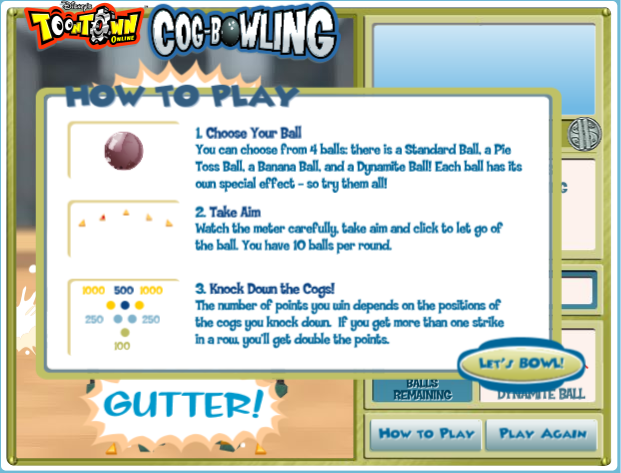 Disney's
TOONTOWN
ONLINE
COG-BOWLING
HOW TO PLAY
1. Choose Your Ball
You can choose from 4 balls: there is a Standard Ball, a Pie
Toss Ball, a Banana Ball, and a Dynamite Ball! Each ball has its
own special effect - so try them all!
2. Take Aim
Watch the meter carefully, take aim and click to let go of
the ball. You have 10 balls per round.
1000 500 1000
250 250
100
3. Knock Down the Cogs!
The number of points you win depends on the positions of
the cogs you knock down. If you get more than one strike
in a row, you'll get double the points.
LET'S BOWL!
BALLS
REMAINING
DYNAMITE BALL
GUTTER!
HOW TO PLAY
PLAY AGAIN